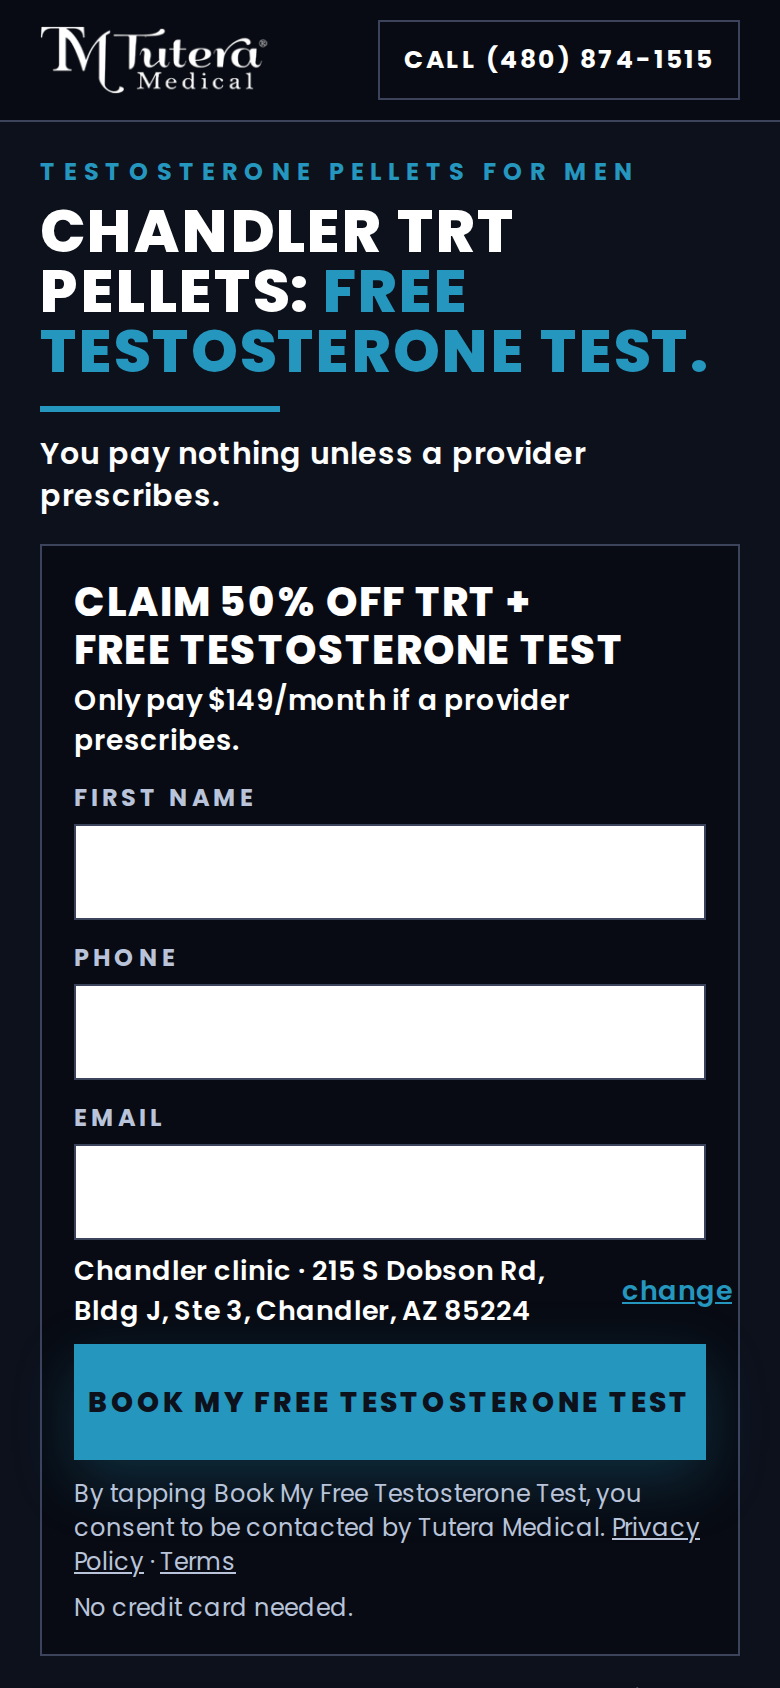 TM Tutera®
Medical
CALL (480) 874-1515
TESTOSTERONE PELLETS FOR MEN
CHANDLER TRT
PELLETS: FREE
TESTOSTERONE TEST.
You pay nothing unless a provider
prescribes.
CLAIM 50% OFF TRT +
FREE TESTOSTERONE TEST
Only pay $149/month if a provider
prescribes.
FIRST NAME
PHONE
EMAIL
Chandler clinic · 215 S Dobson Rd,
Bldg J, Ste 3, Chandler, AZ 85224
change
BOOK MY FREE TESTOSTERONE TEST
By tapping Book My Free Testosterone Test, you
consent to be contacted by Tutera Medical. Privacy
Policy · Terms
No credit card needed.